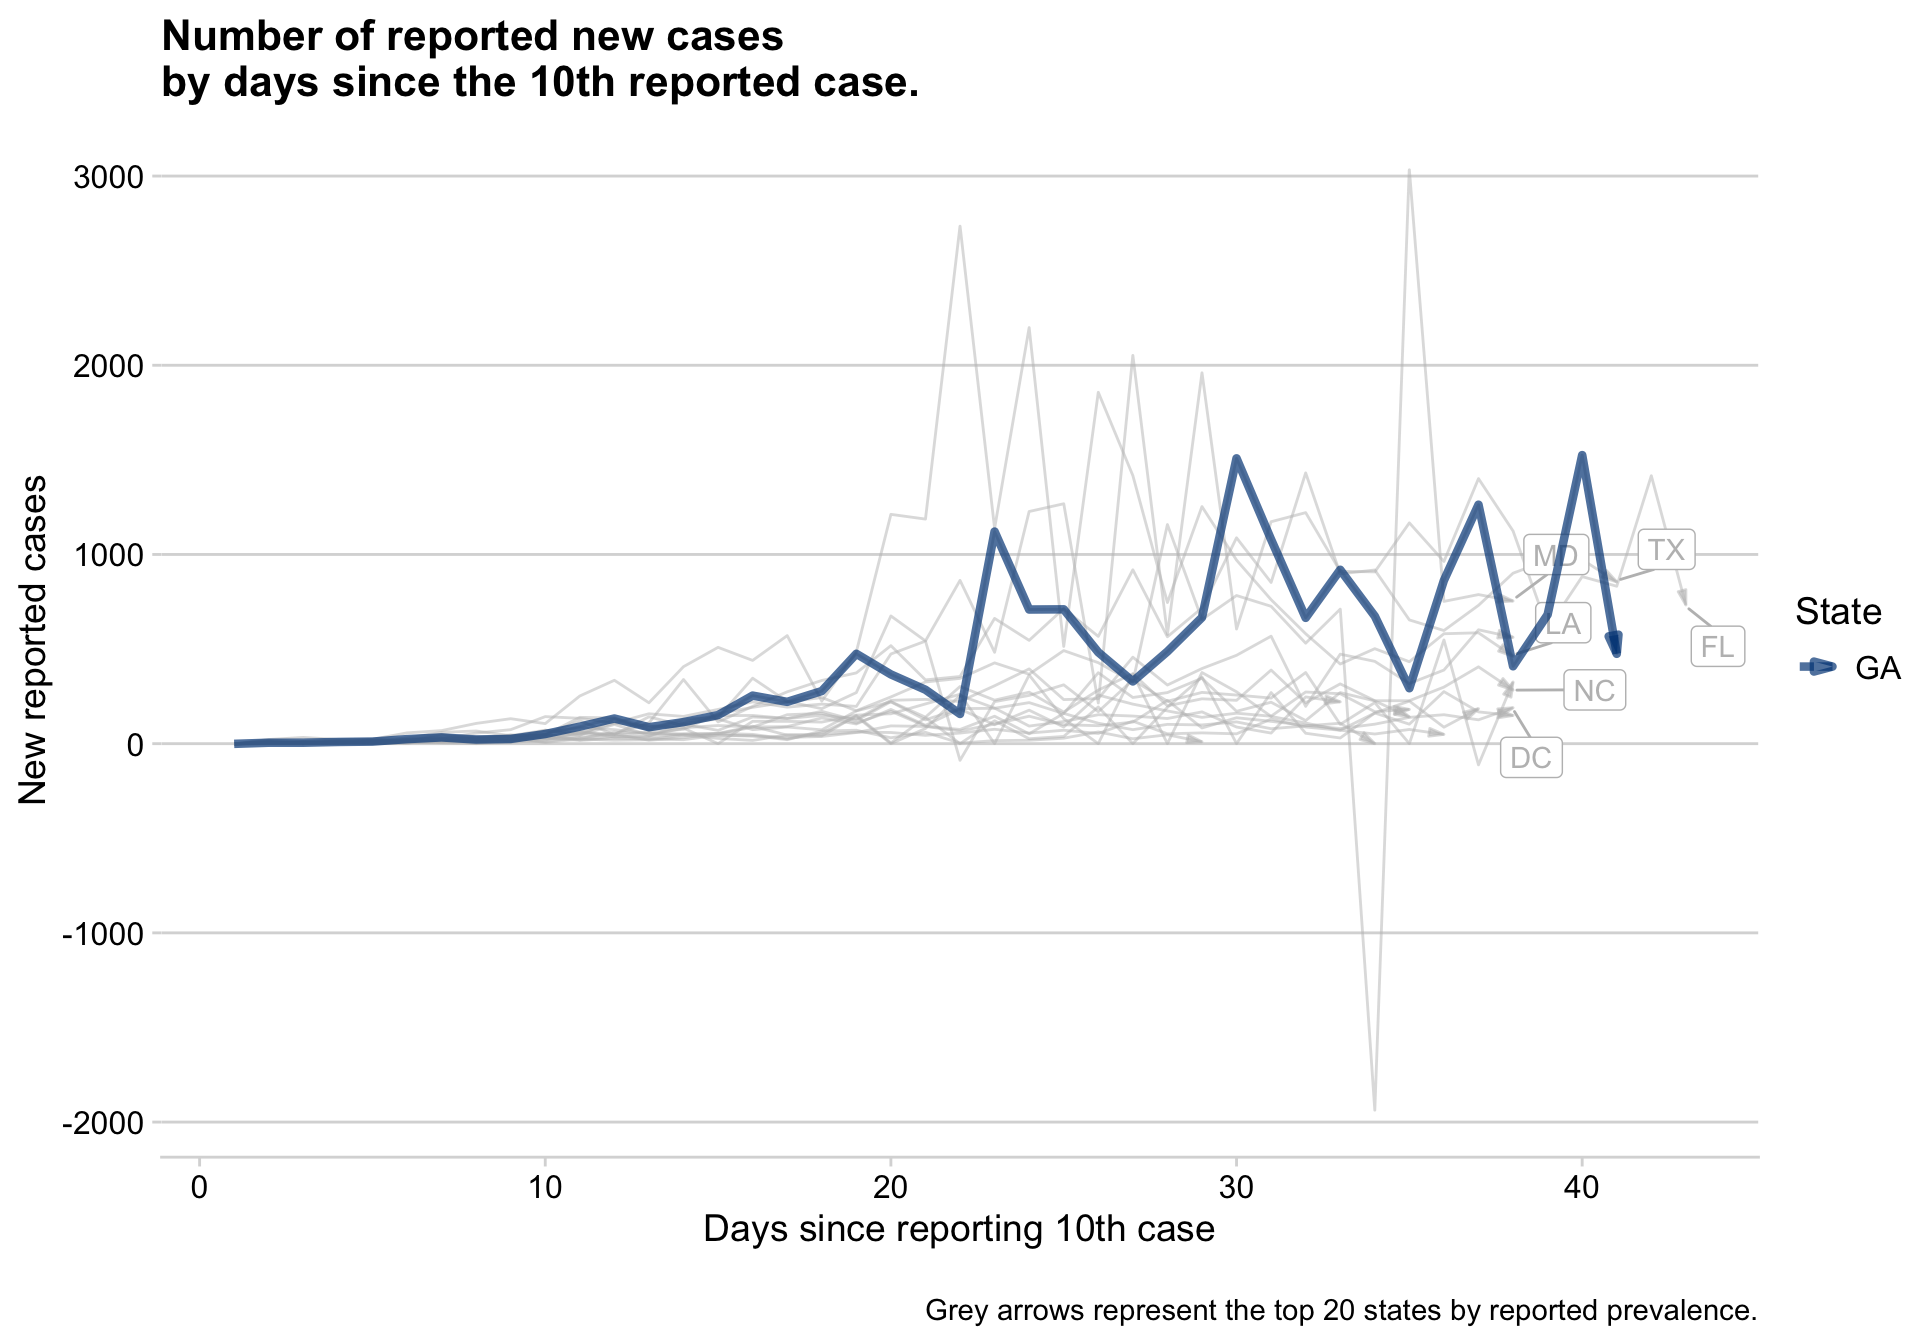 Number of reported new cases
by days since the 10th reported case.
3000
2000
1000
0
-1000
-2000
New reported cases
MD
TX
LA
FL
NC
DC
State
GA
0 10 20 30 40
Days since reporting 10th case
Grey arrows represent the top 20 states by reported prevalence.